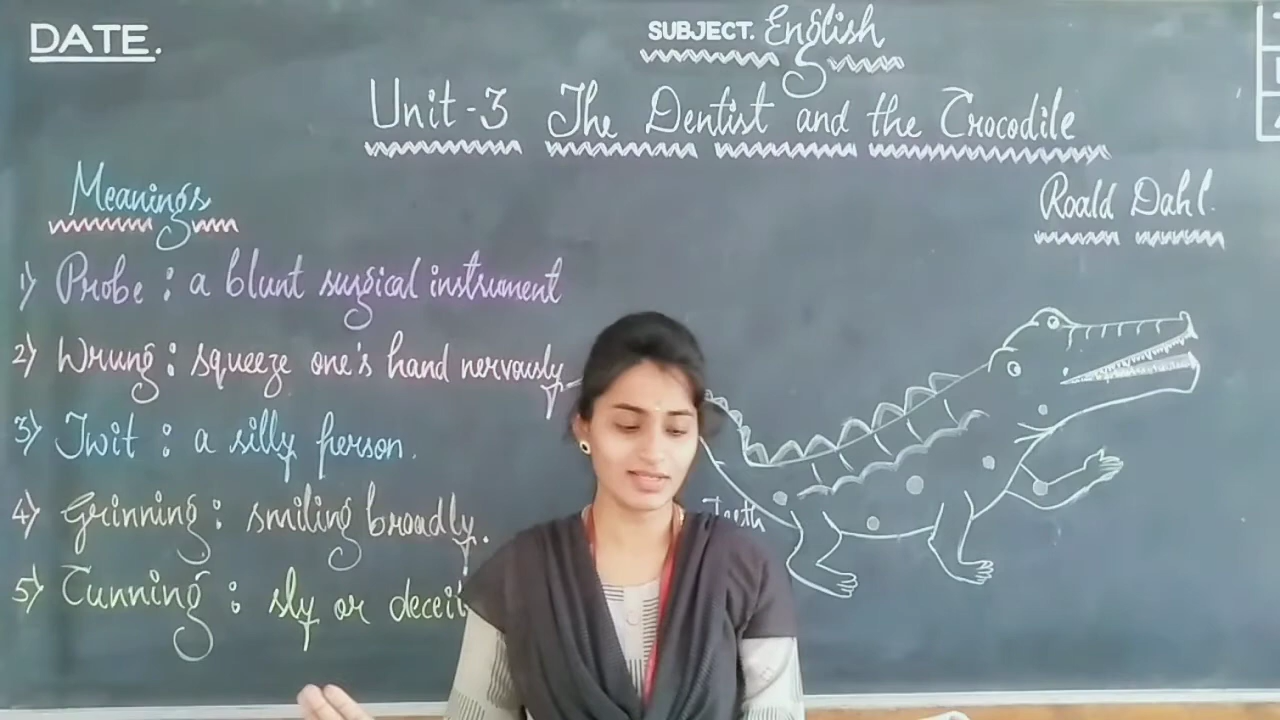 DATE.
SUBJECT. English
Unit-3 The Dentist and the Crocodile
Roald Dahl.
Meanings
1) Probe : a blunt surgical instrument
2) Wrung : squeeze one's hand nervously
3) Twit : a silly person.
4) Grinning : smiling broadly.
5) Cunning : sly or
Teeth